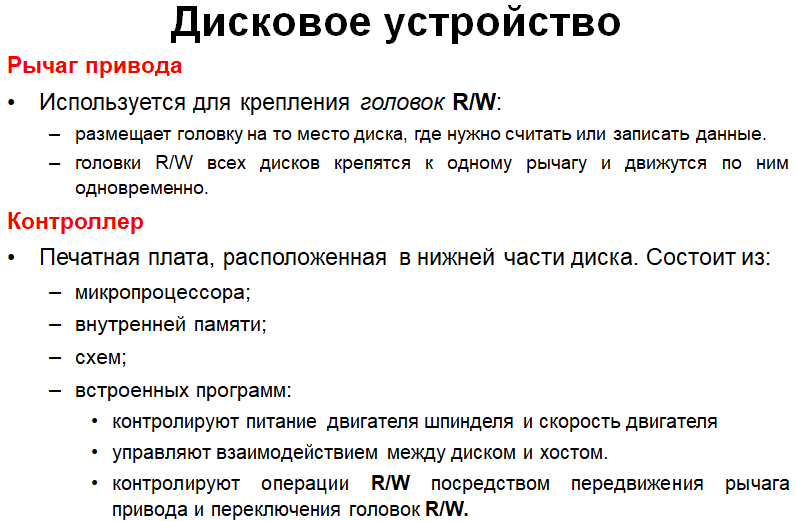 Дисковое устройство
Рычаг привода
• Используется для крепления головок R/W:
– размещает головку на то место диска, где нужно считать или записать данные.
– головки R/W всех дисков крепятся к одному рычагу и движутся по ним
одновременно.
Контроллер
• Печатная плата, расположенная в нижней части диска. Состоит из:
– микропроцессора;
– внутренней памяти;
– схем;
– встроенных программ:
• контролируют питание двигателя шпинделя и скорость двигателя
• управляют взаимодействием между диском и хостом.
• контролируют операции R/W посредством передвижения рычага
привода и переключения головок R/W.